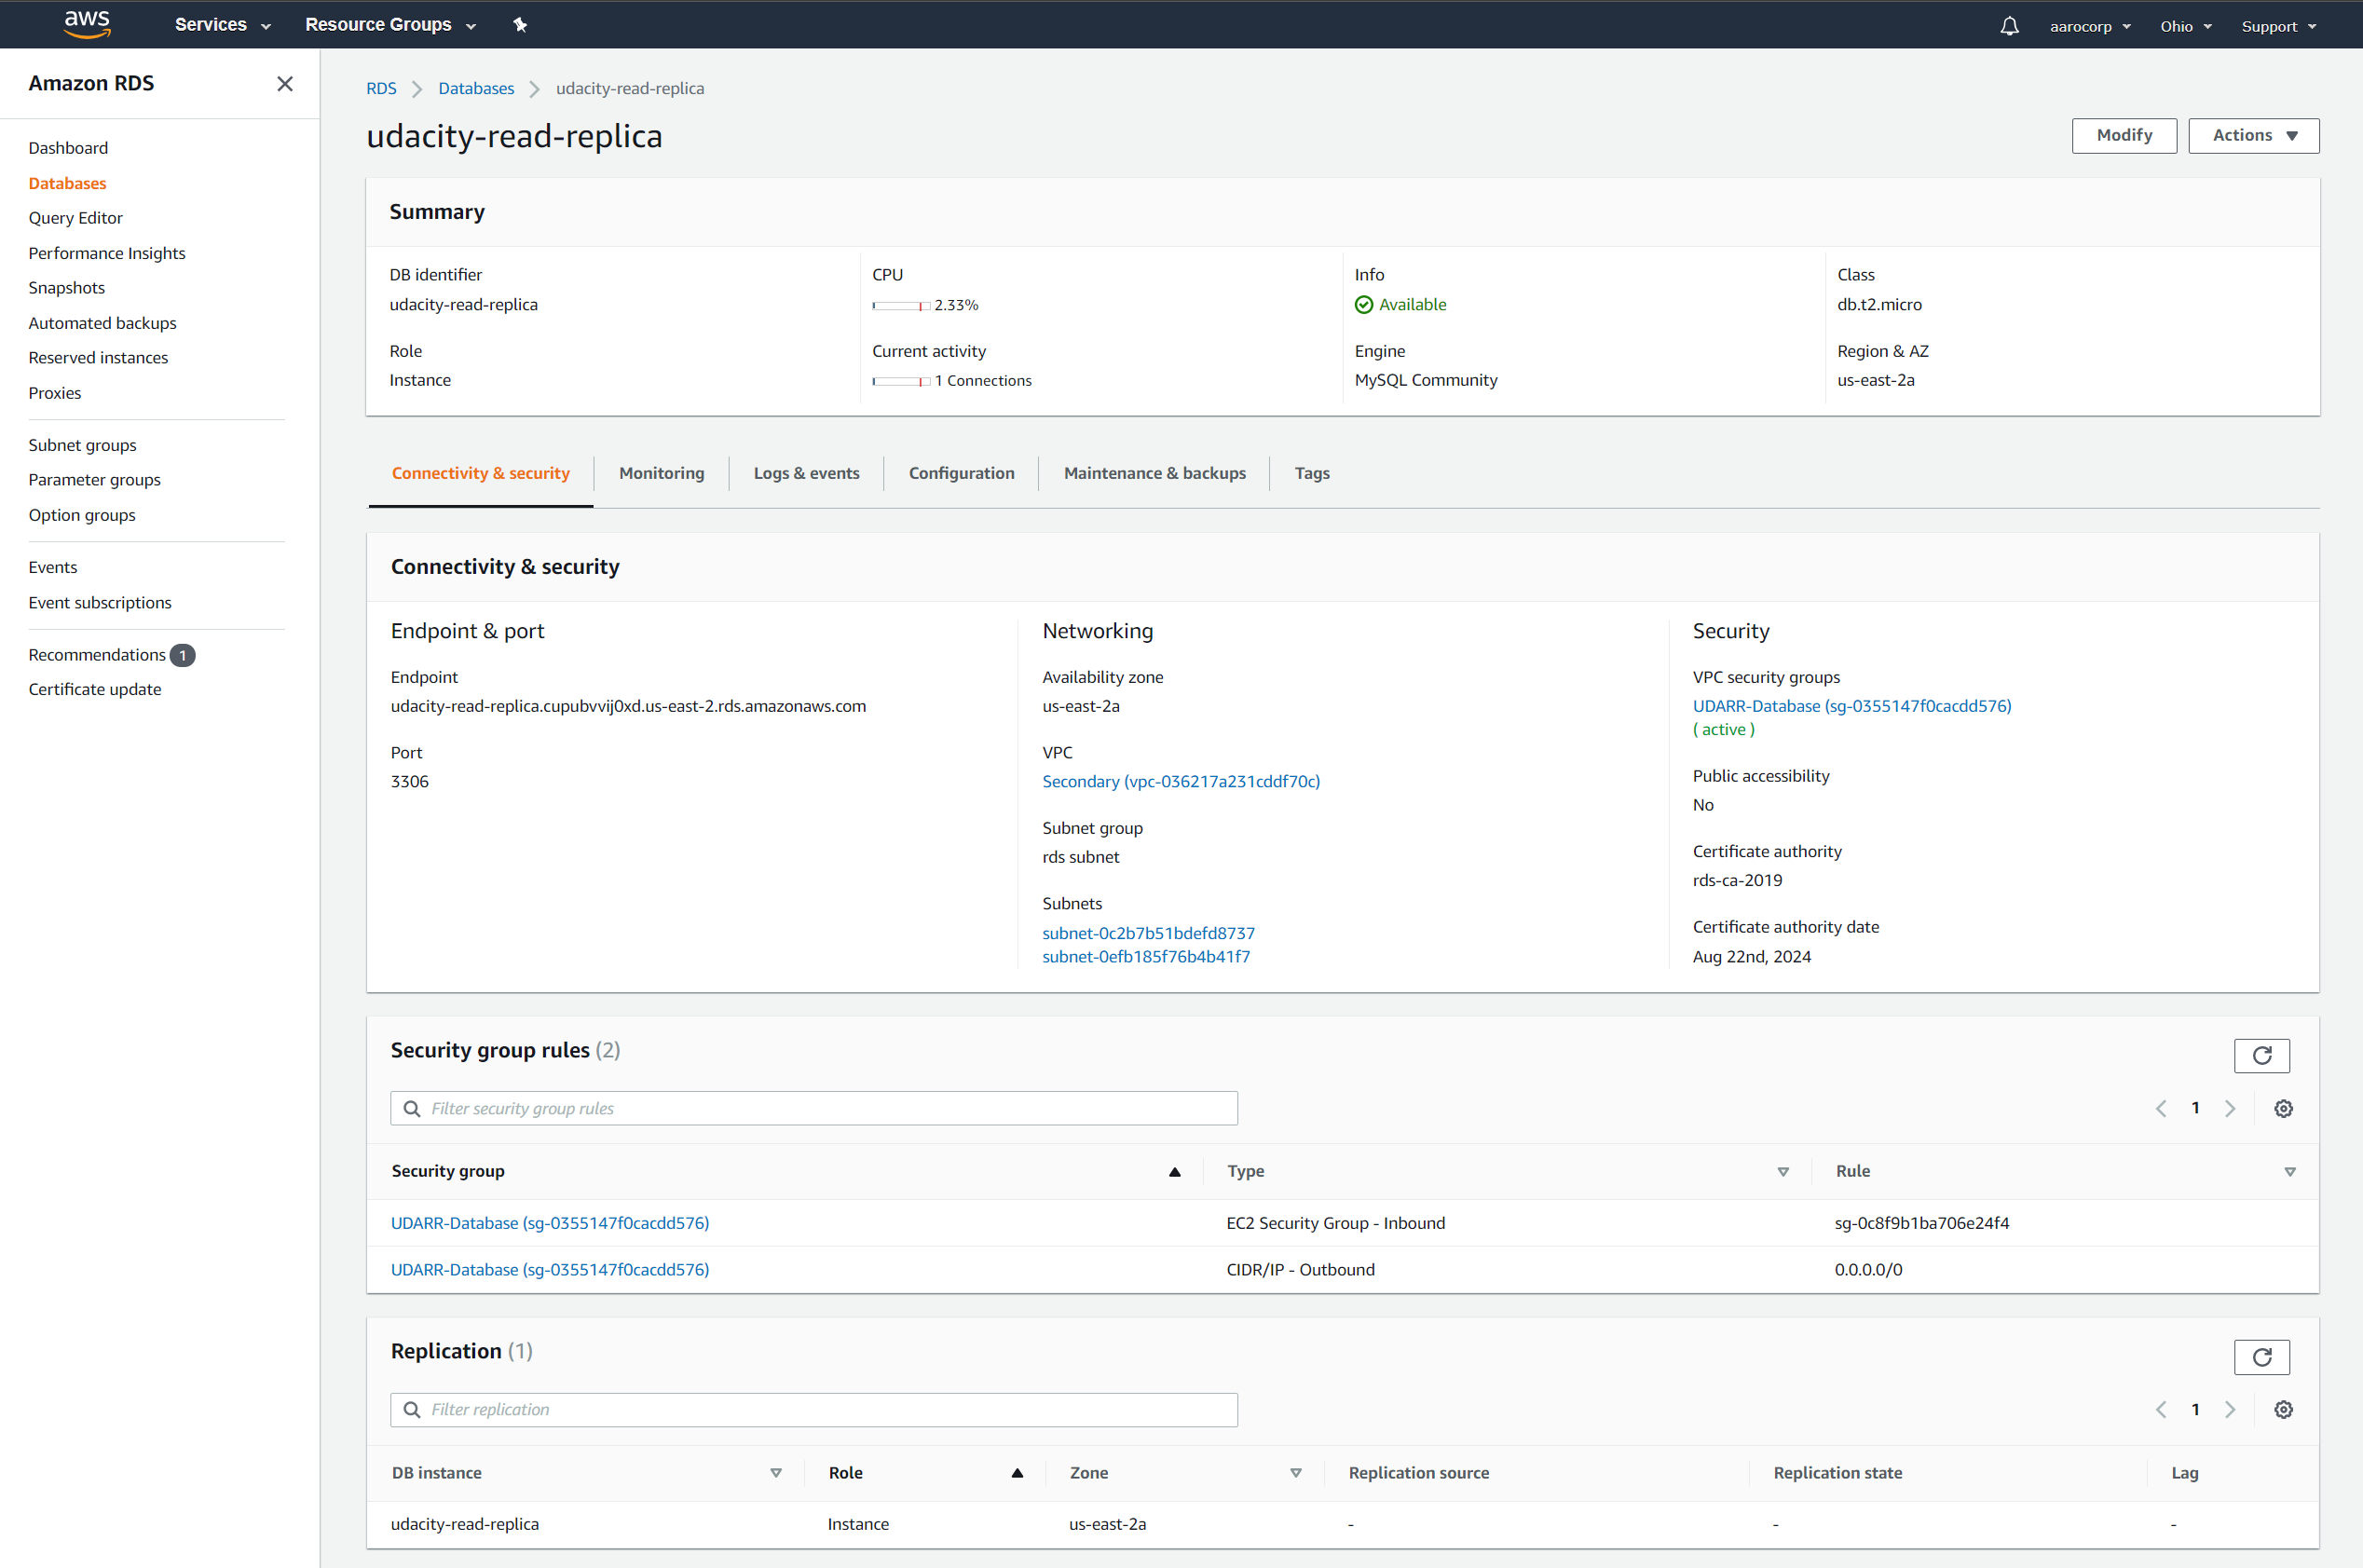 aws Services Resource Groups aarocorp Ohio Support
Amazon RDS
Dashboard
Databases
Query Editor
Performance Insights
Snapshots
Automated backups
Reserved instances
Proxies
Subnet groups
Parameter groups
Option groups
Events
Event subscriptions
Recommendations 1
Certificate update
RDS Databases udacity-read-replica
udacity-read-replica
Modify Actions
Summary
DB identifier CPU Info Class
udacity-read-replica 2.33% Available db.t2.micro
Role Current activity Engine Region & AZ
Instance 1 Connections MySQL Community us-east-2a
Connectivity & security Monitoring Logs & events Configuration Maintenance & backups Tags
Connectivity & security
Endpoint & port
Endpoint
udacity-read-replica.cupubvvij0xd.us-east-2.rds.amazonaws.com
Port
3306
Networking
Availability zone
us-east-2a
VPC
Secondary (vpc-036217a231cddf70c)
Subnet group
rds subnet
Subnets
subnet-0c2b7b51bdefd8737
subnet-0efb185f76b4b41f7
Security
VPC security groups
UDARR-Database (sg-0355147f0cacdd576)
( active )
Public accessibility
No
Certificate authority
rds-ca-2019
Certificate authority date
Aug 22nd, 2024
Security group rules (2)
Filter security group rules 1
Security group Type Rule
UDARR-Database (sg-0355147f0cacdd576) EC2 Security Group - Inbound sg-0c8f9b1ba706e24f4
UDARR-Database (sg-0355147f0cacdd576) CIDR/IP - Outbound 0.0.0.0/0
Replication (1)
Filter replication 1
DB instance Role Zone Replication source Replication state Lag
udacity-read-replica Instance us-east-2a - - -